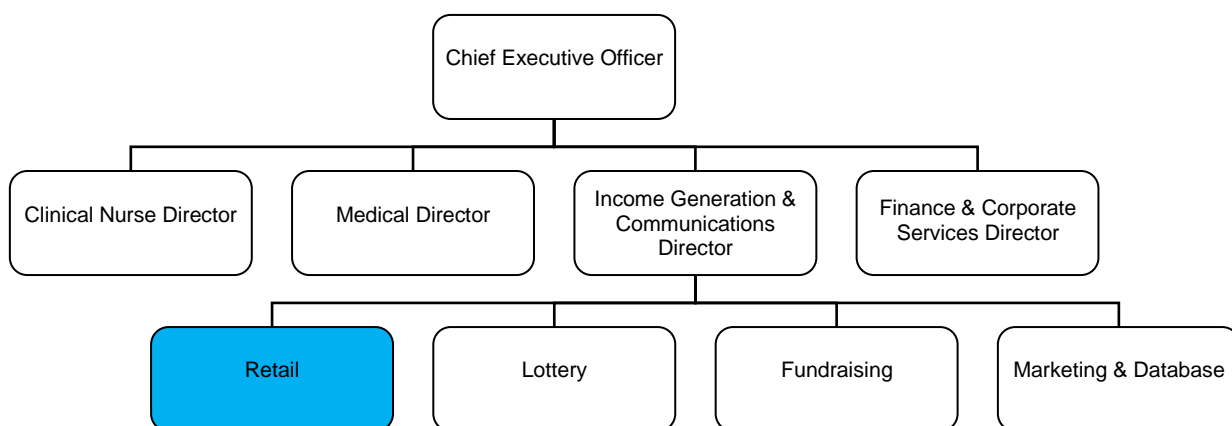 Chief Executive Officer
Clinical Nurse Director
Medical Director
Income Generation &
Communications
Director
Finance & Corporate
Services Director
Retail
Lottery
Fundraising
Marketing & Database